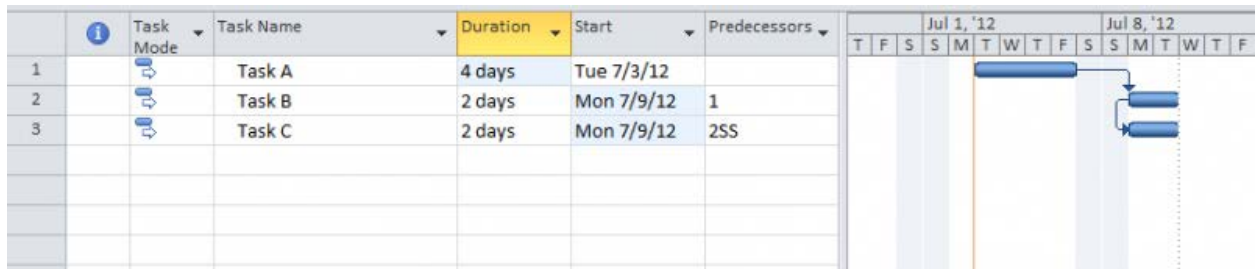 Task Mode Task Name Duration Start Predecessors Jul 1, '12 Jul 8, '12
T F S S M T W T F S S M T W T F
1 Task A 4 days Tue 7/3/12
2 Task B 2 days Mon 7/9/12 1
3 Task C 2 days Mon 7/9/12 2SS